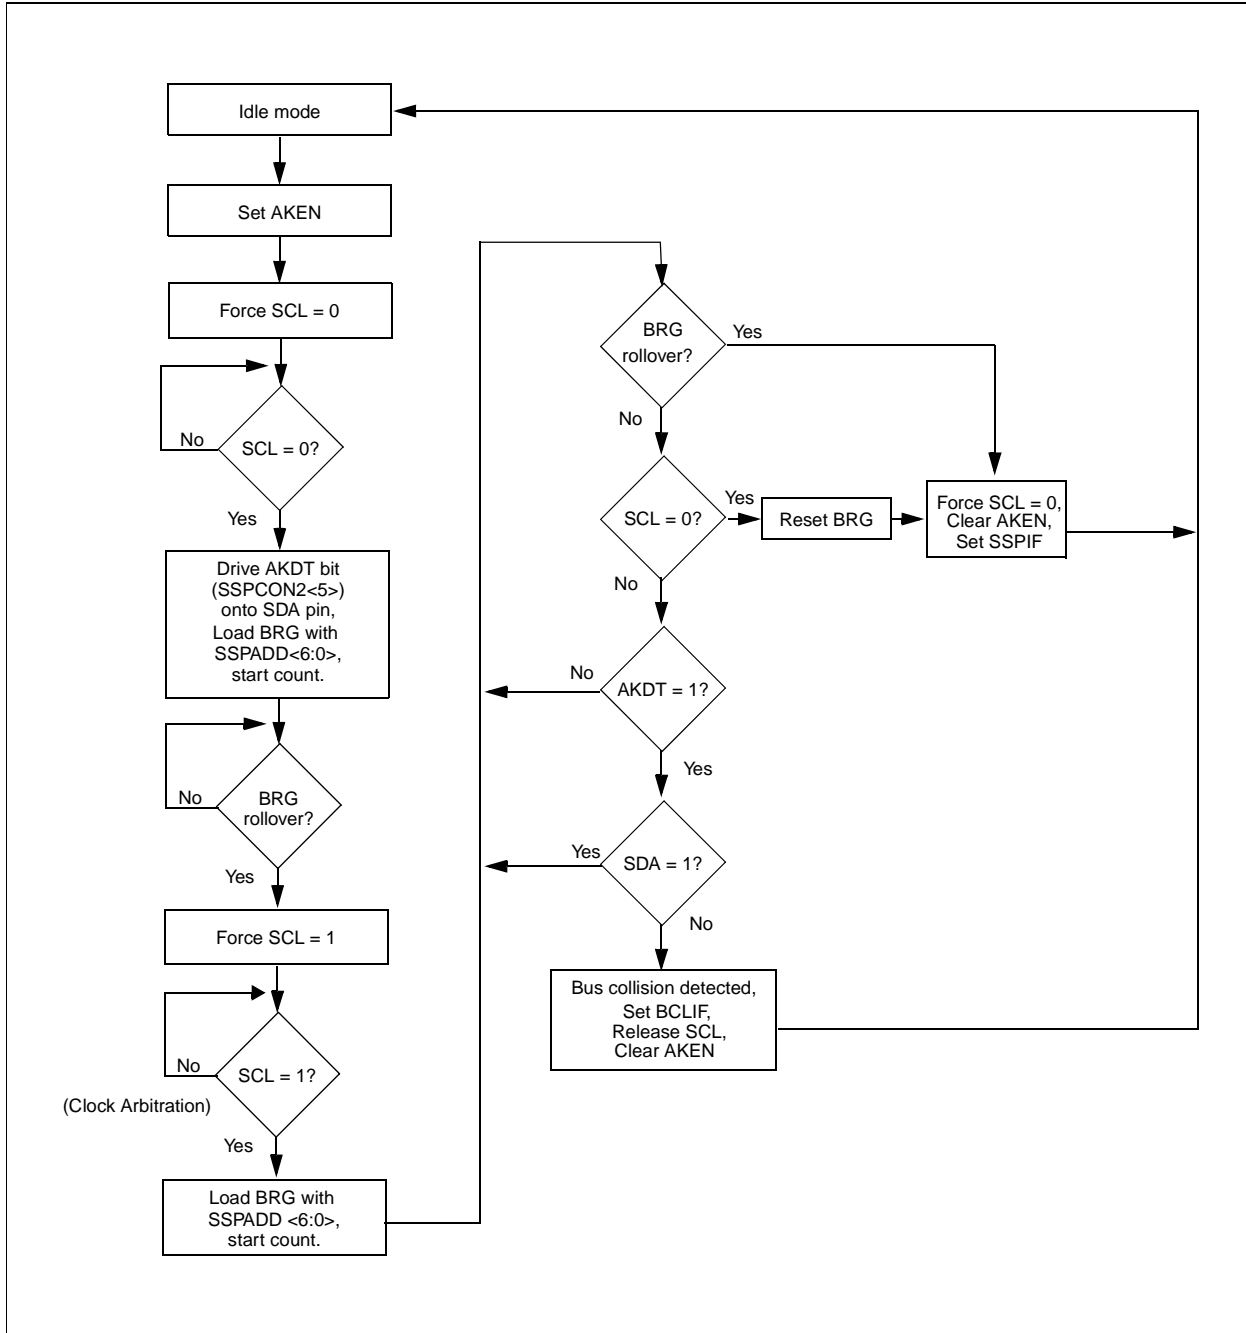 Idle mode
Set AKEN
Force SCL = 0
No
SCL = 0?
Yes
Drive AKDT bit
(SSPCON2<5>)
onto SDA pin,
Load BRG with
SSPADD<6:0>,
start count.
No
BRG
rollover?
Yes
Force SCL = 1
No
SCL = 1?
(Clock Arbitration)
Yes
Load BRG with
SSPADD <6:0>,
start count.
BRG
rollover?
Yes
No
SCL = 0?
Yes
Reset BRG
Force SCL = 0,
Clear AKEN,
Set SSPIF
No
No
AKDT = 1?
Yes
Yes
SDA = 1?
No
Bus collision detected,
Set BCLIF,
Release SCL,
Clear AKEN